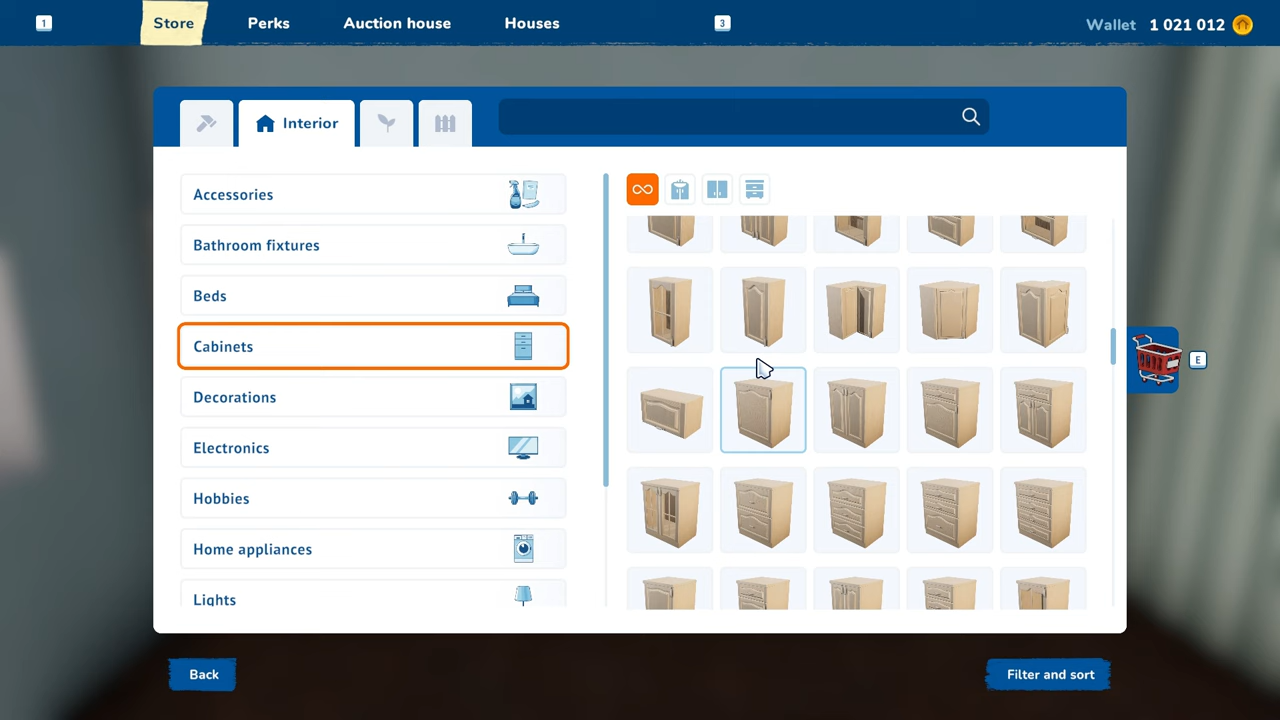 1
Store
Perks
Auction house
Houses
3
Wallet 1 021 012
Interior
Accessories
Bathroom fixtures
Beds
Cabinets
Decorations
Electronics
Hobbies
Home appliances
Lights
E
Back
Filter and sort